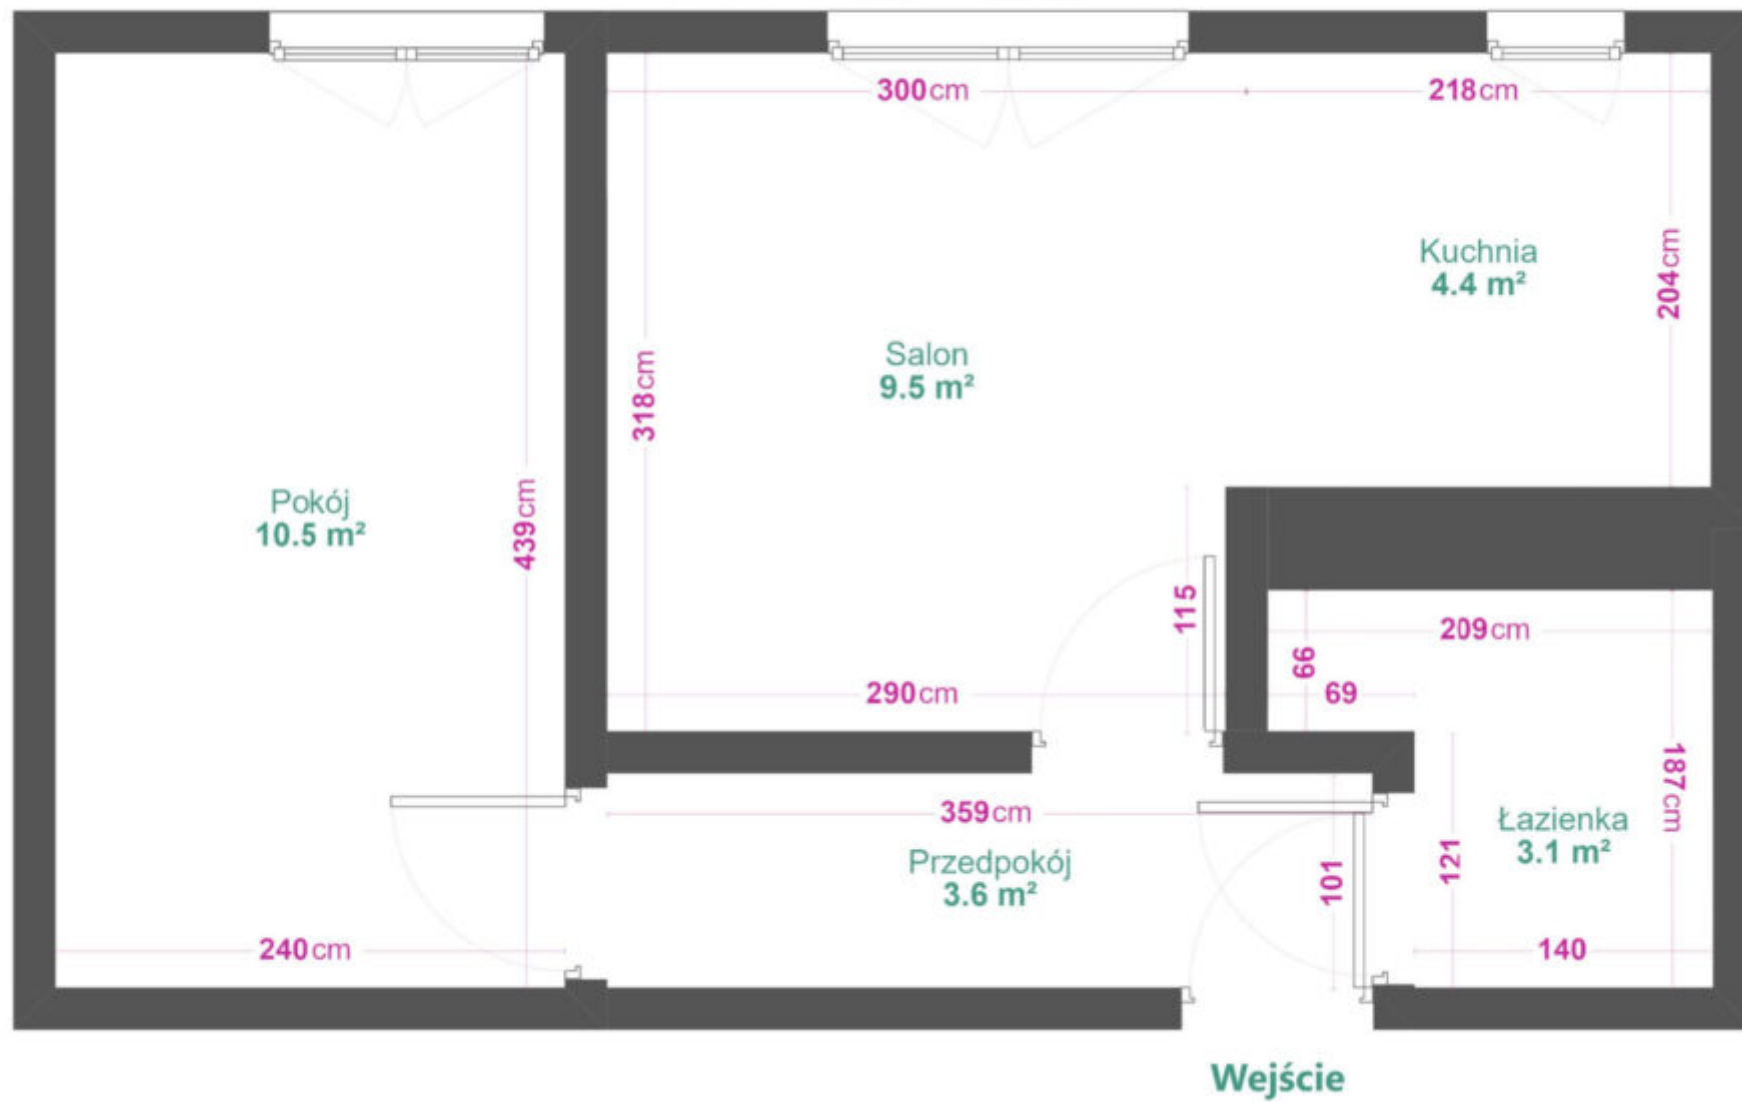 300cm
218cm
Kuchnia
4.4 m²
204cm
Salon
9.5 m²
318cm
Pokój
10.5 m²
439cm
115
209cm
66
69
290cm
187cm
359cm
Łazienka
3.1 m²
121
Przedpokój
3.6 m²
101
240cm
140
Wejście